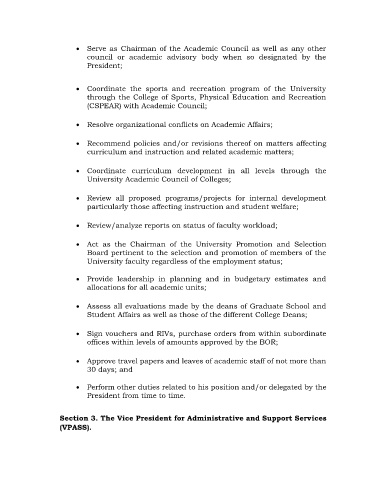 • Serve as Chairman of the Academic Council as well as any other
council or academic advisory body when so designated by the
President;
• Coordinate the sports and recreation program of the University
through the College of Sports, Physical Education and Recreation
(CSPEAR) with Academic Council;
• Resolve organizational conflicts on Academic Affairs;
• Recommend policies and/or revisions thereof on matters affecting
curriculum and instruction and related academic matters;
• Coordinate curriculum development in all levels through the
University Academic Council of Colleges;
• Review all proposed programs/projects for internal development
particularly those affecting instruction and student welfare;
• Review/analyze reports on status of faculty workload;
• Act as the Chairman of the University Promotion and Selection
Board pertinent to the selection and promotion of members of the
University faculty regardless of the employment status;
• Provide leadership in planning and in budgetary estimates and
allocations for all academic units;
• Assess all evaluations made by the deans of Graduate School and
Student Affairs as well as those of the different College Deans;
• Sign vouchers and RIVs, purchase orders from within subordinate
offices within levels of amounts approved by the BOR;
• Approve travel papers and leaves of academic staff of not more than
30 days; and
• Perform other duties related to his position and/or delegated by the
President from time to time.
Section 3. The Vice President for Administrative and Support Services
(VPASS).